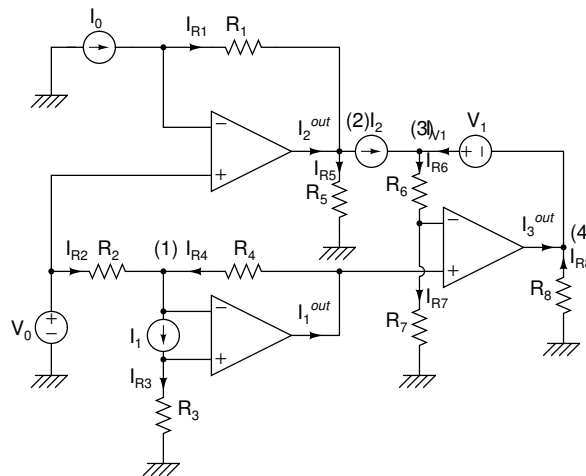 I0
IR1 R1
(2) I2 (3) IV1 V1
I2out
−
+
IR5
R5
IR6
R6
+ −
I3out
(4
−
+
IR8
R8
IR2 R2 (1) IR4 R4
V0
+
−
I1
−
+
I1out
IR7
R7
IR3
R3